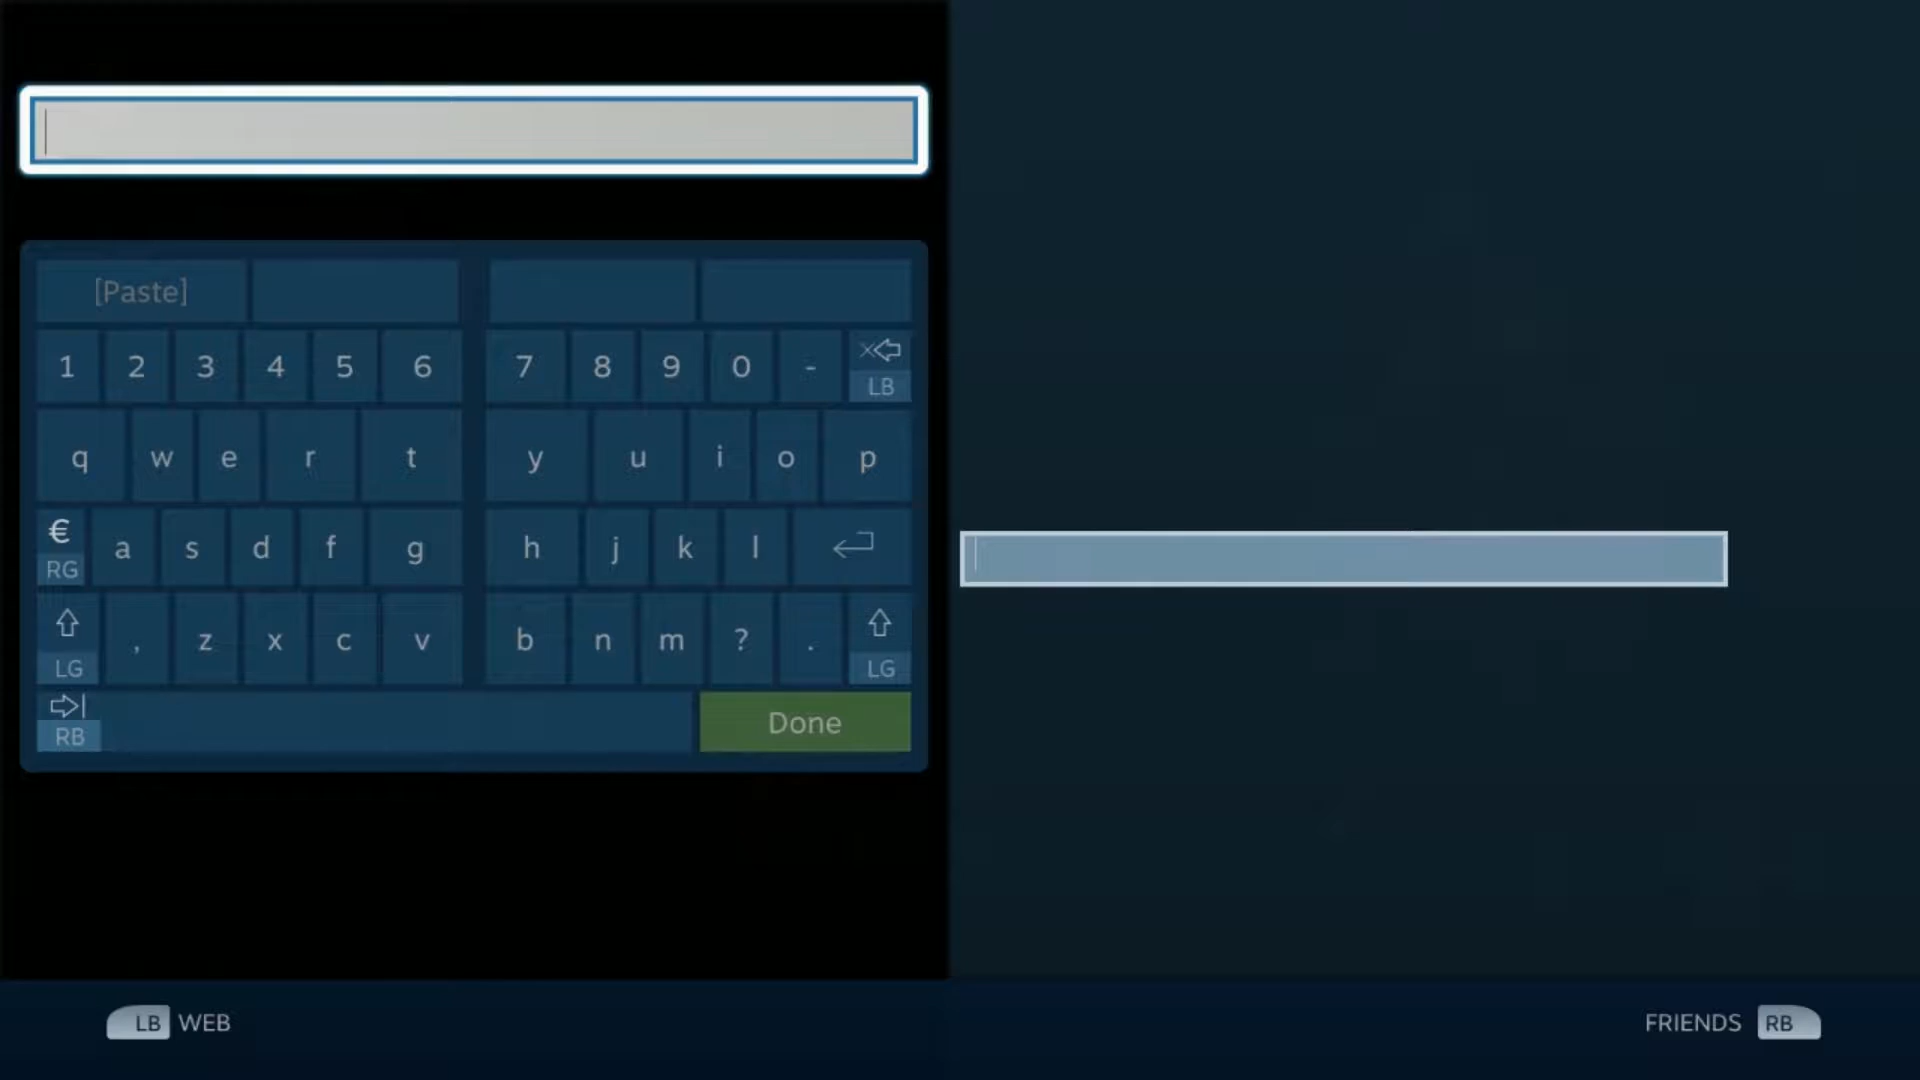 [Paste]
1 2 3 4 5 6 7 8 9 0 -
LB
q w e r t y u i o p
€ a s d f g h j k l
RG
, z x c v b n m ? .
LG LG
RB Done
LB WEB FRIENDS RB